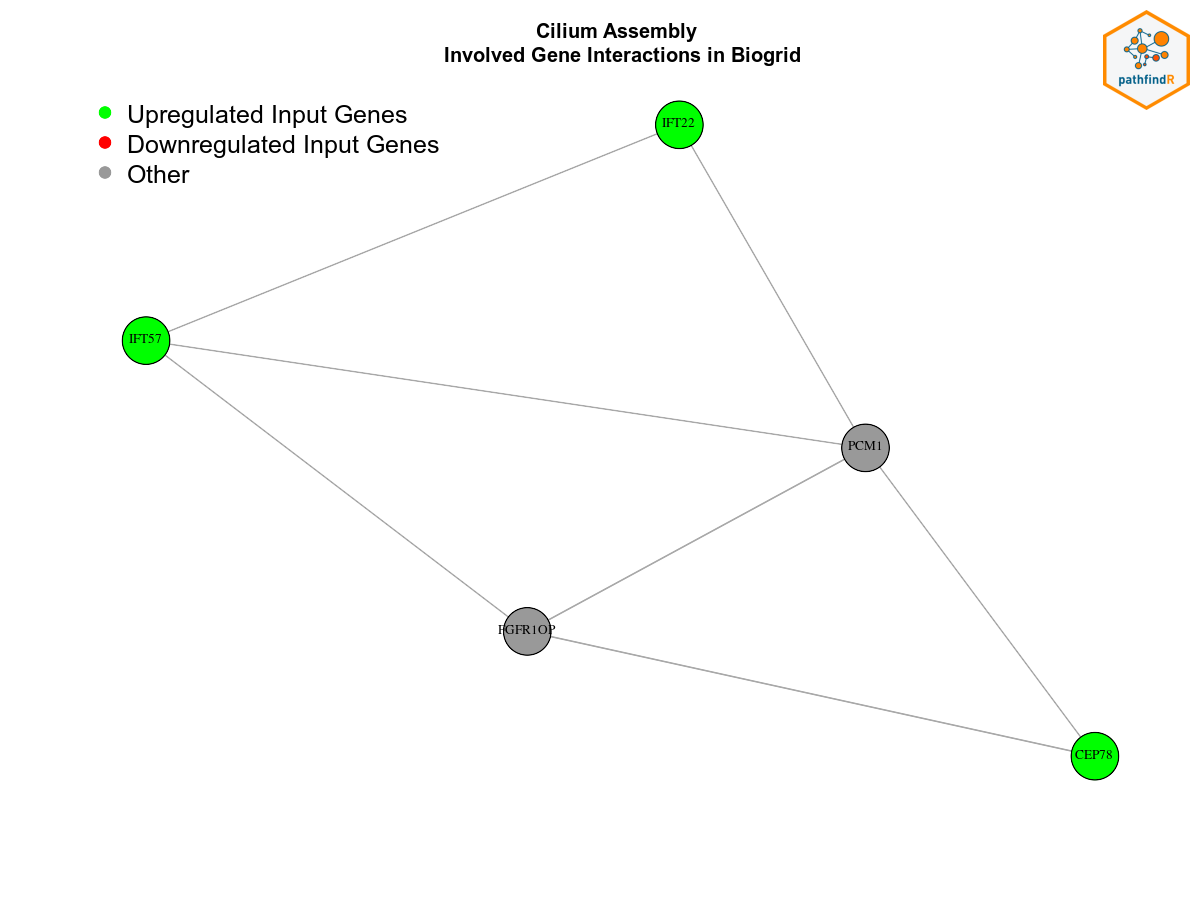 Cilium Assembly
Involved Gene Interactions in Biogrid
pathfindR
Upregulated Input Genes
Downregulated Input Genes
Other
IFT22
IFT57
PCM1
FGFR1OP
CEP78